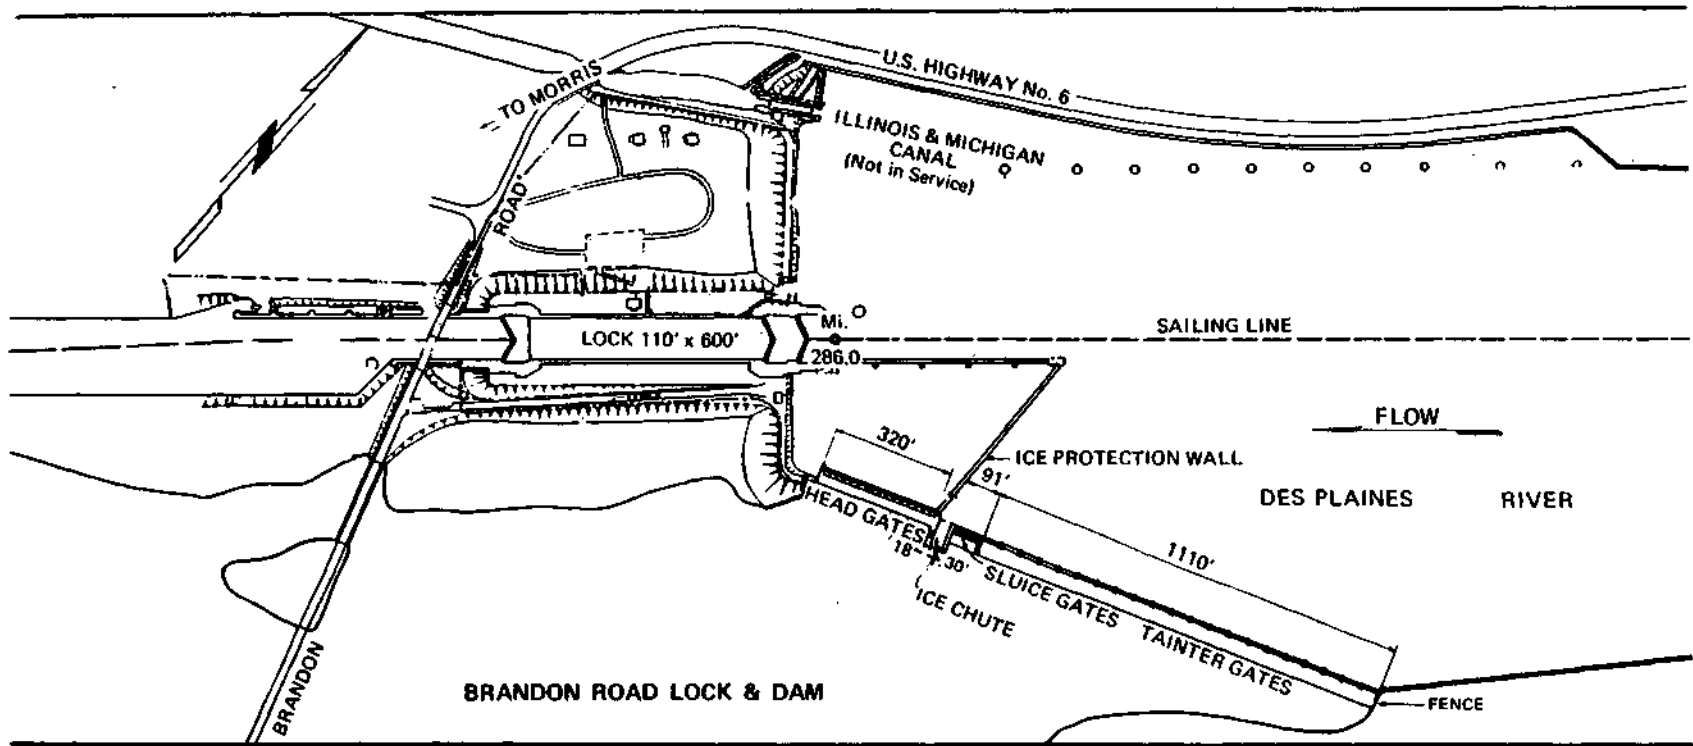 U.S. HIGHWAY No. 6
TO MORRIS
ILLINOIS & MICHIGAN
CANAL
(Not in Service)
ROAD
LOCK 110' x 600'
Mi.
286.0
SAILING LINE
FLOW
320'
ICE PROTECTION WALL
91'
DES PLAINES RIVER
HEAD GATES
1110'
18'
30'
SLUICE GATES
ICE CHUTE
TAINTER GATES
BRANDON
BRANDON ROAD LOCK & DAM
FENCE